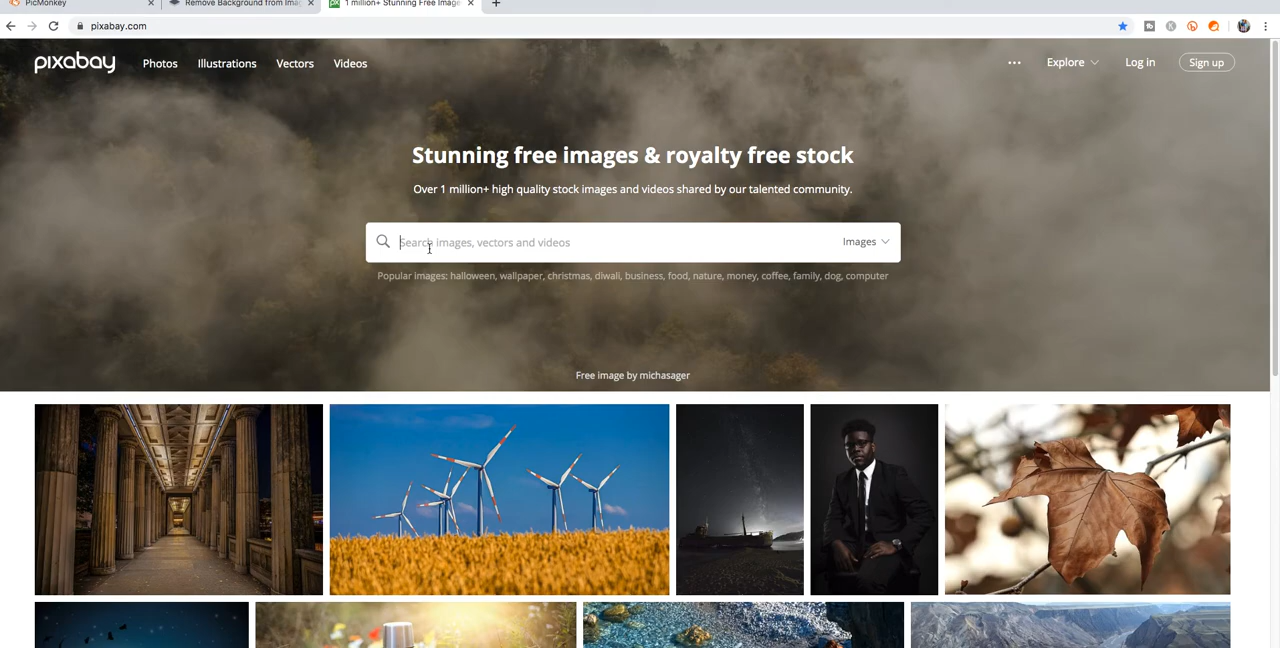 PicMonkey
Remove Background from Imag
1 million+ Stunning Free Image
pixabay.com
pixabay
Photos
Illustrations
Vectors
Videos
Explore
Log in
Sign up
Stunning free images & royalty free stock
Over 1 million+ high quality stock images and videos shared by our talented community.
Search images, vectors and videos
Images
Popular images: halloween, wallpaper, christmas, diwali, business, food, nature, money, coffee, family, dog, computer
Free image by michasager